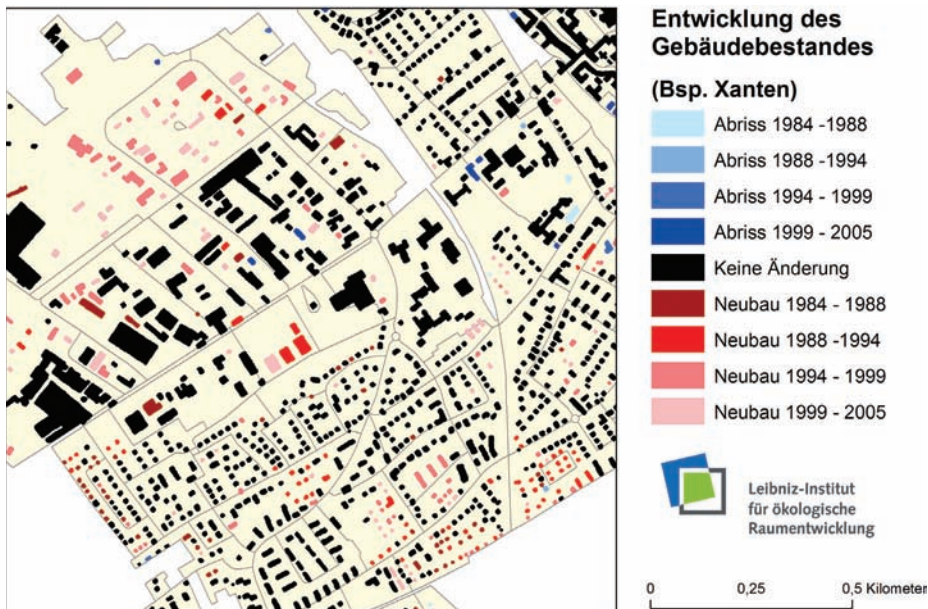 Entwicklung des
Gebäudebestandes
(Bsp. Xanten)
Abriss 1984 -1988
Abriss 1988 -1994
Abriss 1994 - 1999
Abriss 1999 - 2005
Keine Änderung
Neubau 1984 - 1988
Neubau 1988 -1994
Neubau 1994 - 1999
Neubau 1999 - 2005
Leibniz-Institut
für ökologische
Raumentwicklung
0 0,25 0,5 Kilometer